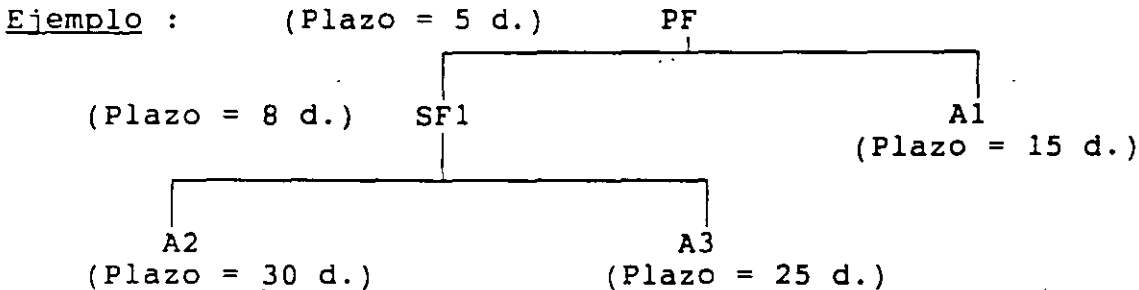 Ejemplo : (Plazo = 5 d.) PF
(Plazo = 8 d.) SF1 A1
(Plazo = 15 d.)
A2 A3
(Plazo = 30 d.) (Plazo = 25 d.)